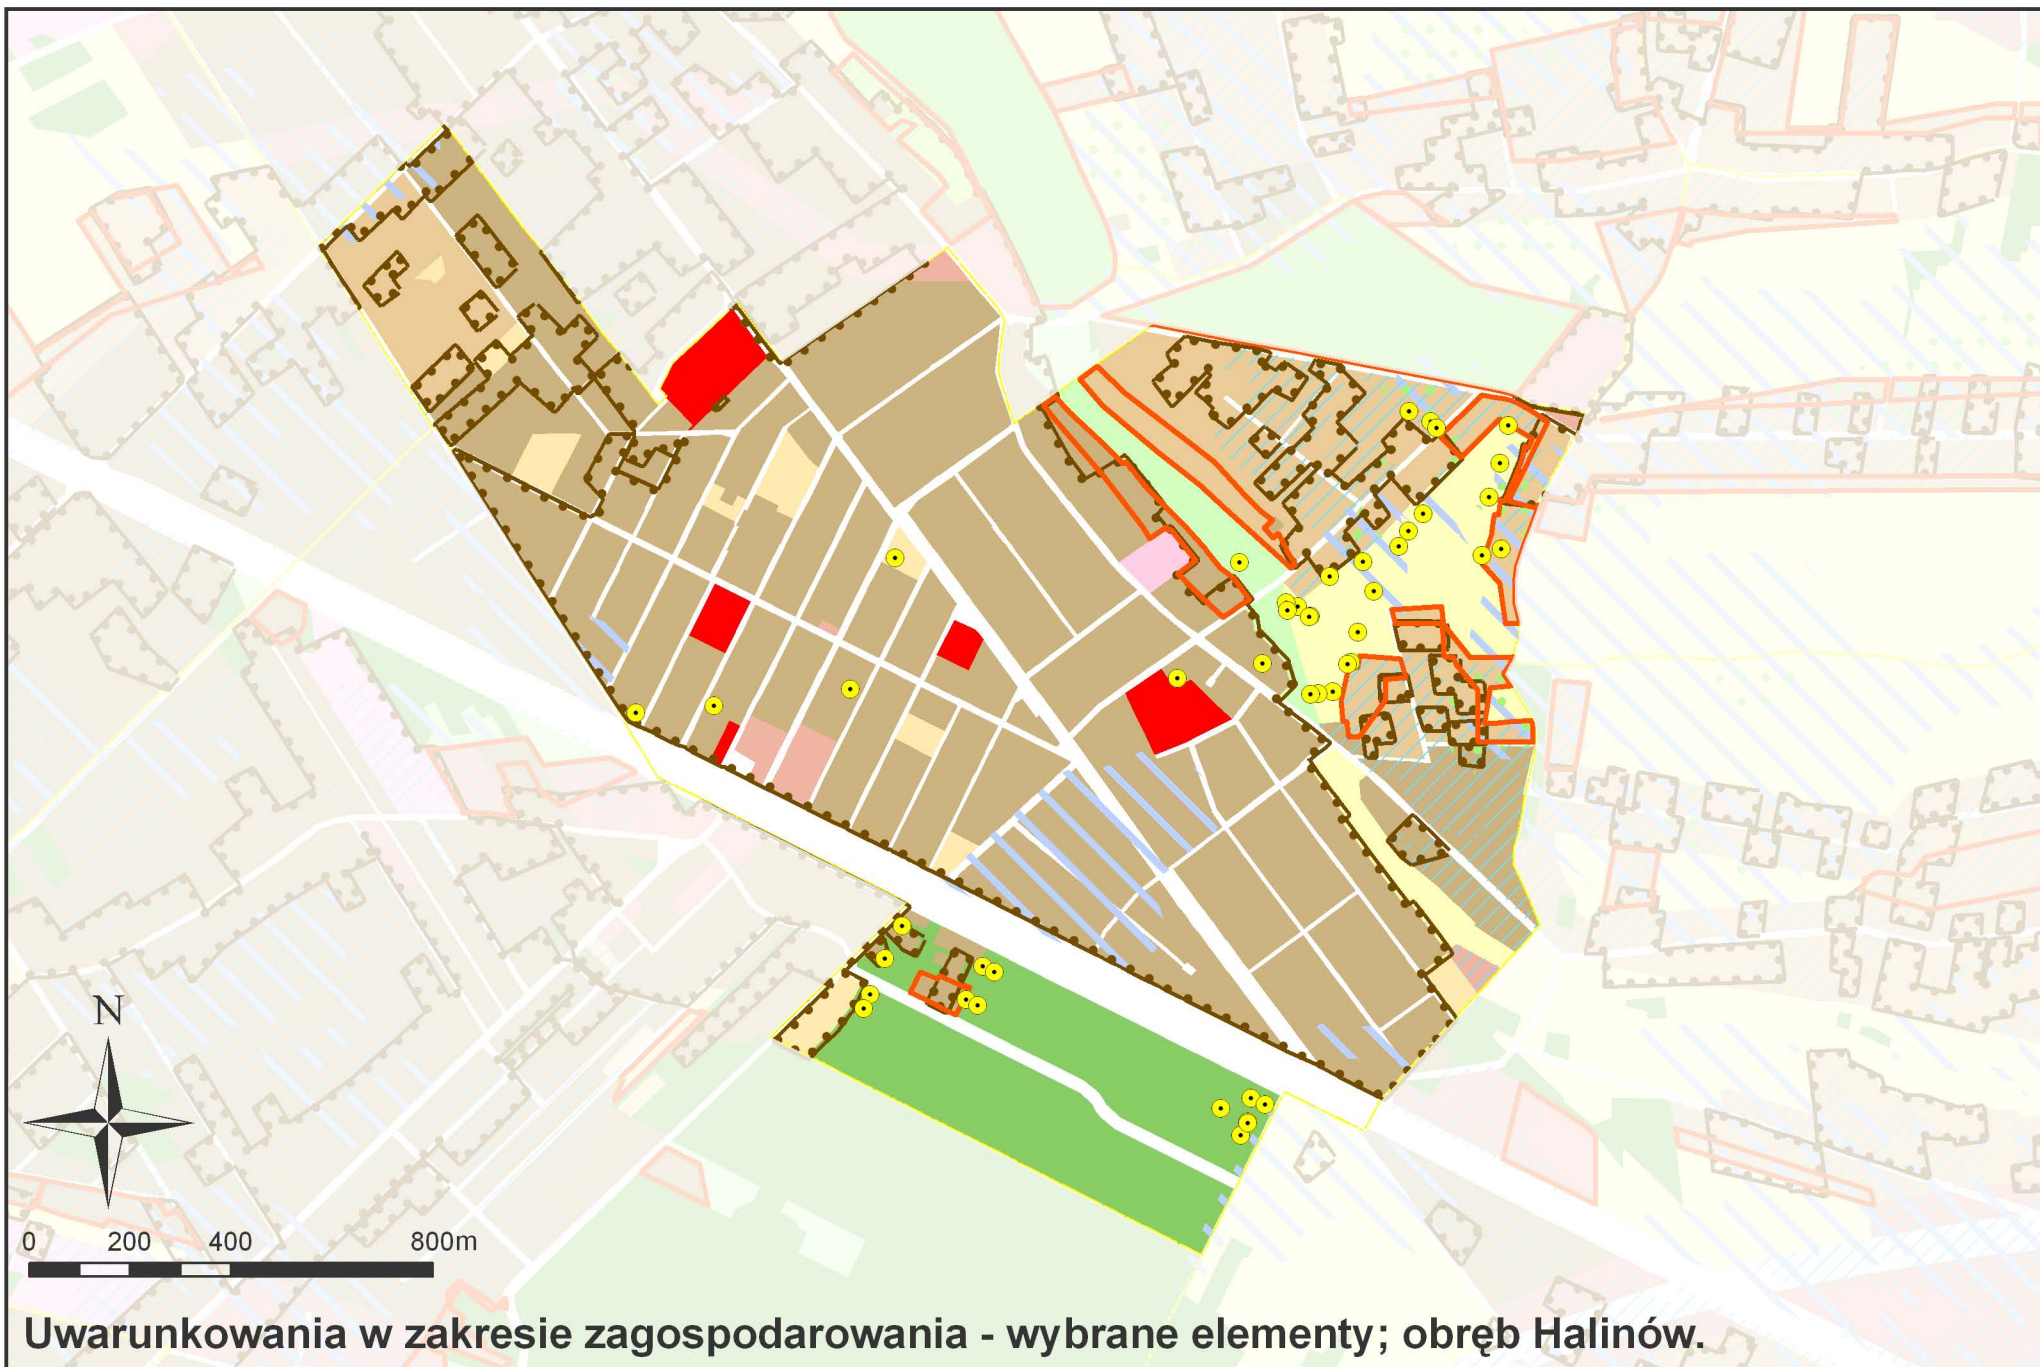 N
0 200 400 800m
Uwarunkowania w zakresie zagospodarowania - wybrane elementy; obręb Halinów.